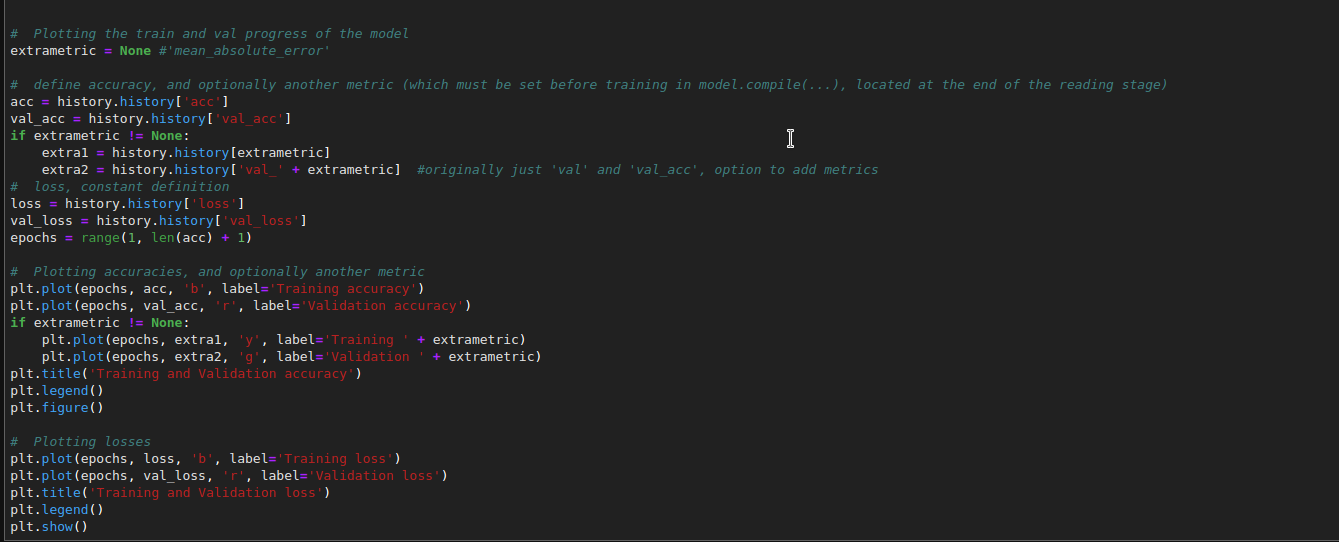 #  Plotting the train and val progress of the model
extrametric = None #'mean_absolute_error'
#  define accuracy, and optionally another metric (which must be set before training in model.compile(...), located at the end of the reading stage)
acc = history.history['acc']
val_acc = history.history['val_acc']
if extrametric != None:
    extra1 = history.history[extrametric]
    extra2 = history.history['val_' + extrametric]  #originally just 'val' and 'val_acc', option to add metrics
#  loss, constant definition
loss = history.history['loss']
val_loss = history.history['val_loss']
epochs = range(1, len(acc) + 1)
#  Plotting accuracies, and optionally another metric
plt.plot(epochs, acc, 'b', label='Training accuracy')
plt.plot(epochs, val_acc, 'r', label='Validation accuracy')
if extrametric != None:
    plt.plot(epochs, extra1, 'y', label='Training ' + extrametric)
    plt.plot(epochs, extra2, 'g', label='Validation ' + extrametric)
plt.title('Training and Validation accuracy')
plt.legend()
plt.figure()
#  Plotting losses
plt.plot(epochs, loss, 'b', label='Training loss')
plt.plot(epochs, val_loss, 'r', label='Validation loss')
plt.title('Training and Validation loss')
plt.legend()
plt.show()